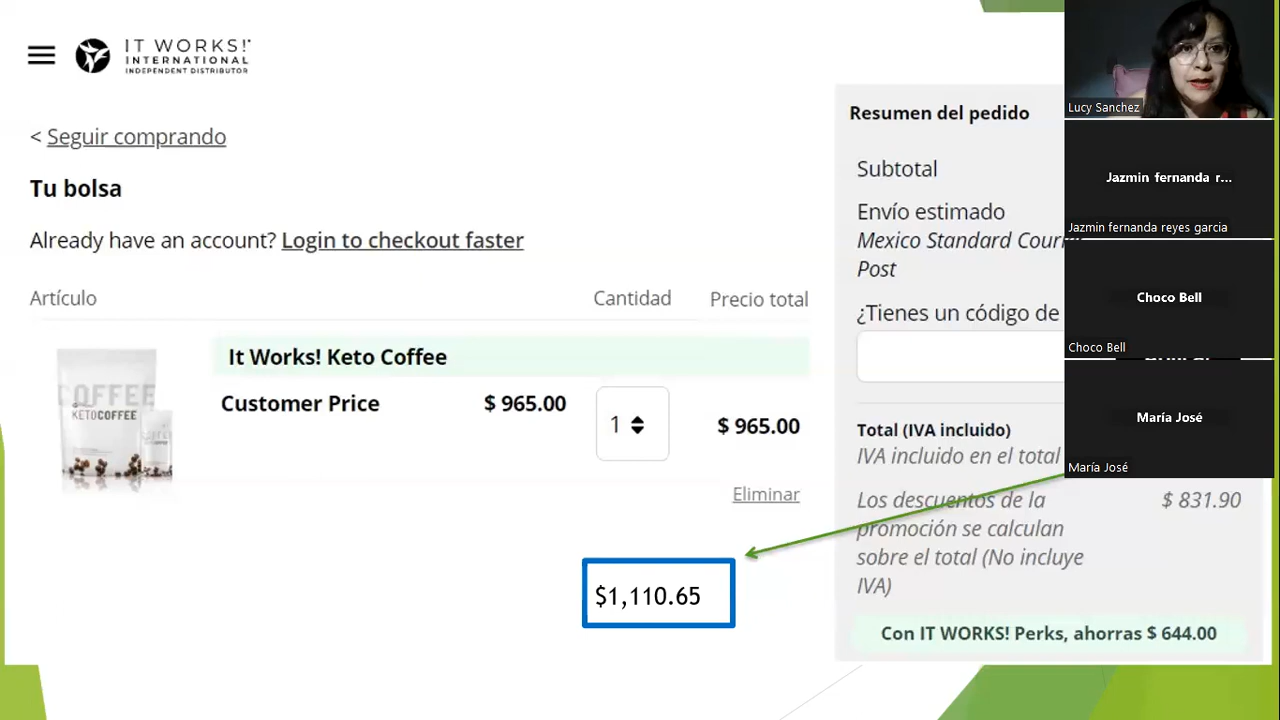 IT WORKS!
INTERNATIONAL
INDEPENDENT DISTRIBUTOR
< Seguir comprando
Tu bolsa
Already have an account? Login to checkout faster
Artículo Cantidad Precio total
COFFEE
KETOCOFFEE
It Works! Keto Coffee
Customer Price $ 965.00 1 $ 965.00
Eliminar
$1,110.65
Resumen del pedido
Subtotal
Envío estimado
Mexico Standard
Post
¿Tienes un código de
Total (IVA incluido)
IVA incluido en el total
Los descuentos de la $ 831.90
promoción se calculan
sobre el total (No incluye
IVA)
Con IT WORKS! Perks, ahorras $ 644.00
Lucy Sanchez
Jazmin fernanda r...
Jazmin fernanda reyes garcia
Choco Bell
Choco Bell
María José
María José